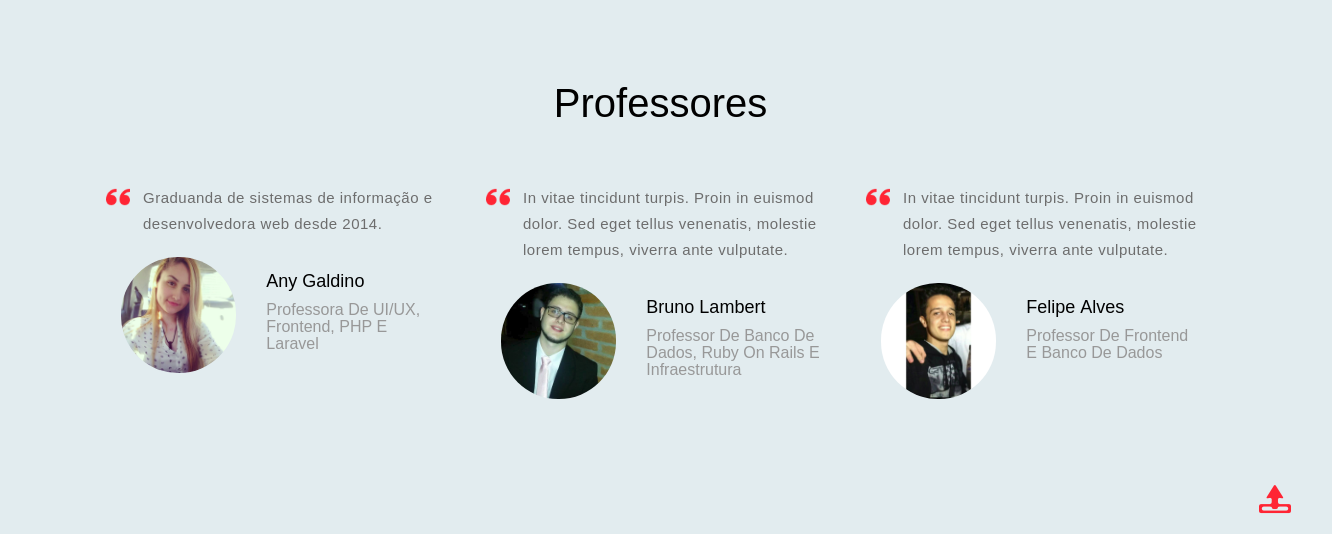 Professores
Graduanda de sistemas de informação e
desenvolvedora web desde 2014.
Any Galdino
Professora De UI/UX,
Frontend, PHP E
Laravel
In vitae tincidunt turpis. Proin in euismod
dolor. Sed eget tellus venenatis, molestie
lorem tempus, viverra ante vulputate.
Bruno Lambert
Professor De Banco De
Dados, Ruby On Rails E
Infraestrutura
In vitae tincidunt turpis. Proin in euismod
dolor. Sed eget tellus venenatis, molestie
lorem tempus, viverra ante vulputate.
Felipe Alves
Professor De Frontend
E Banco De Dados